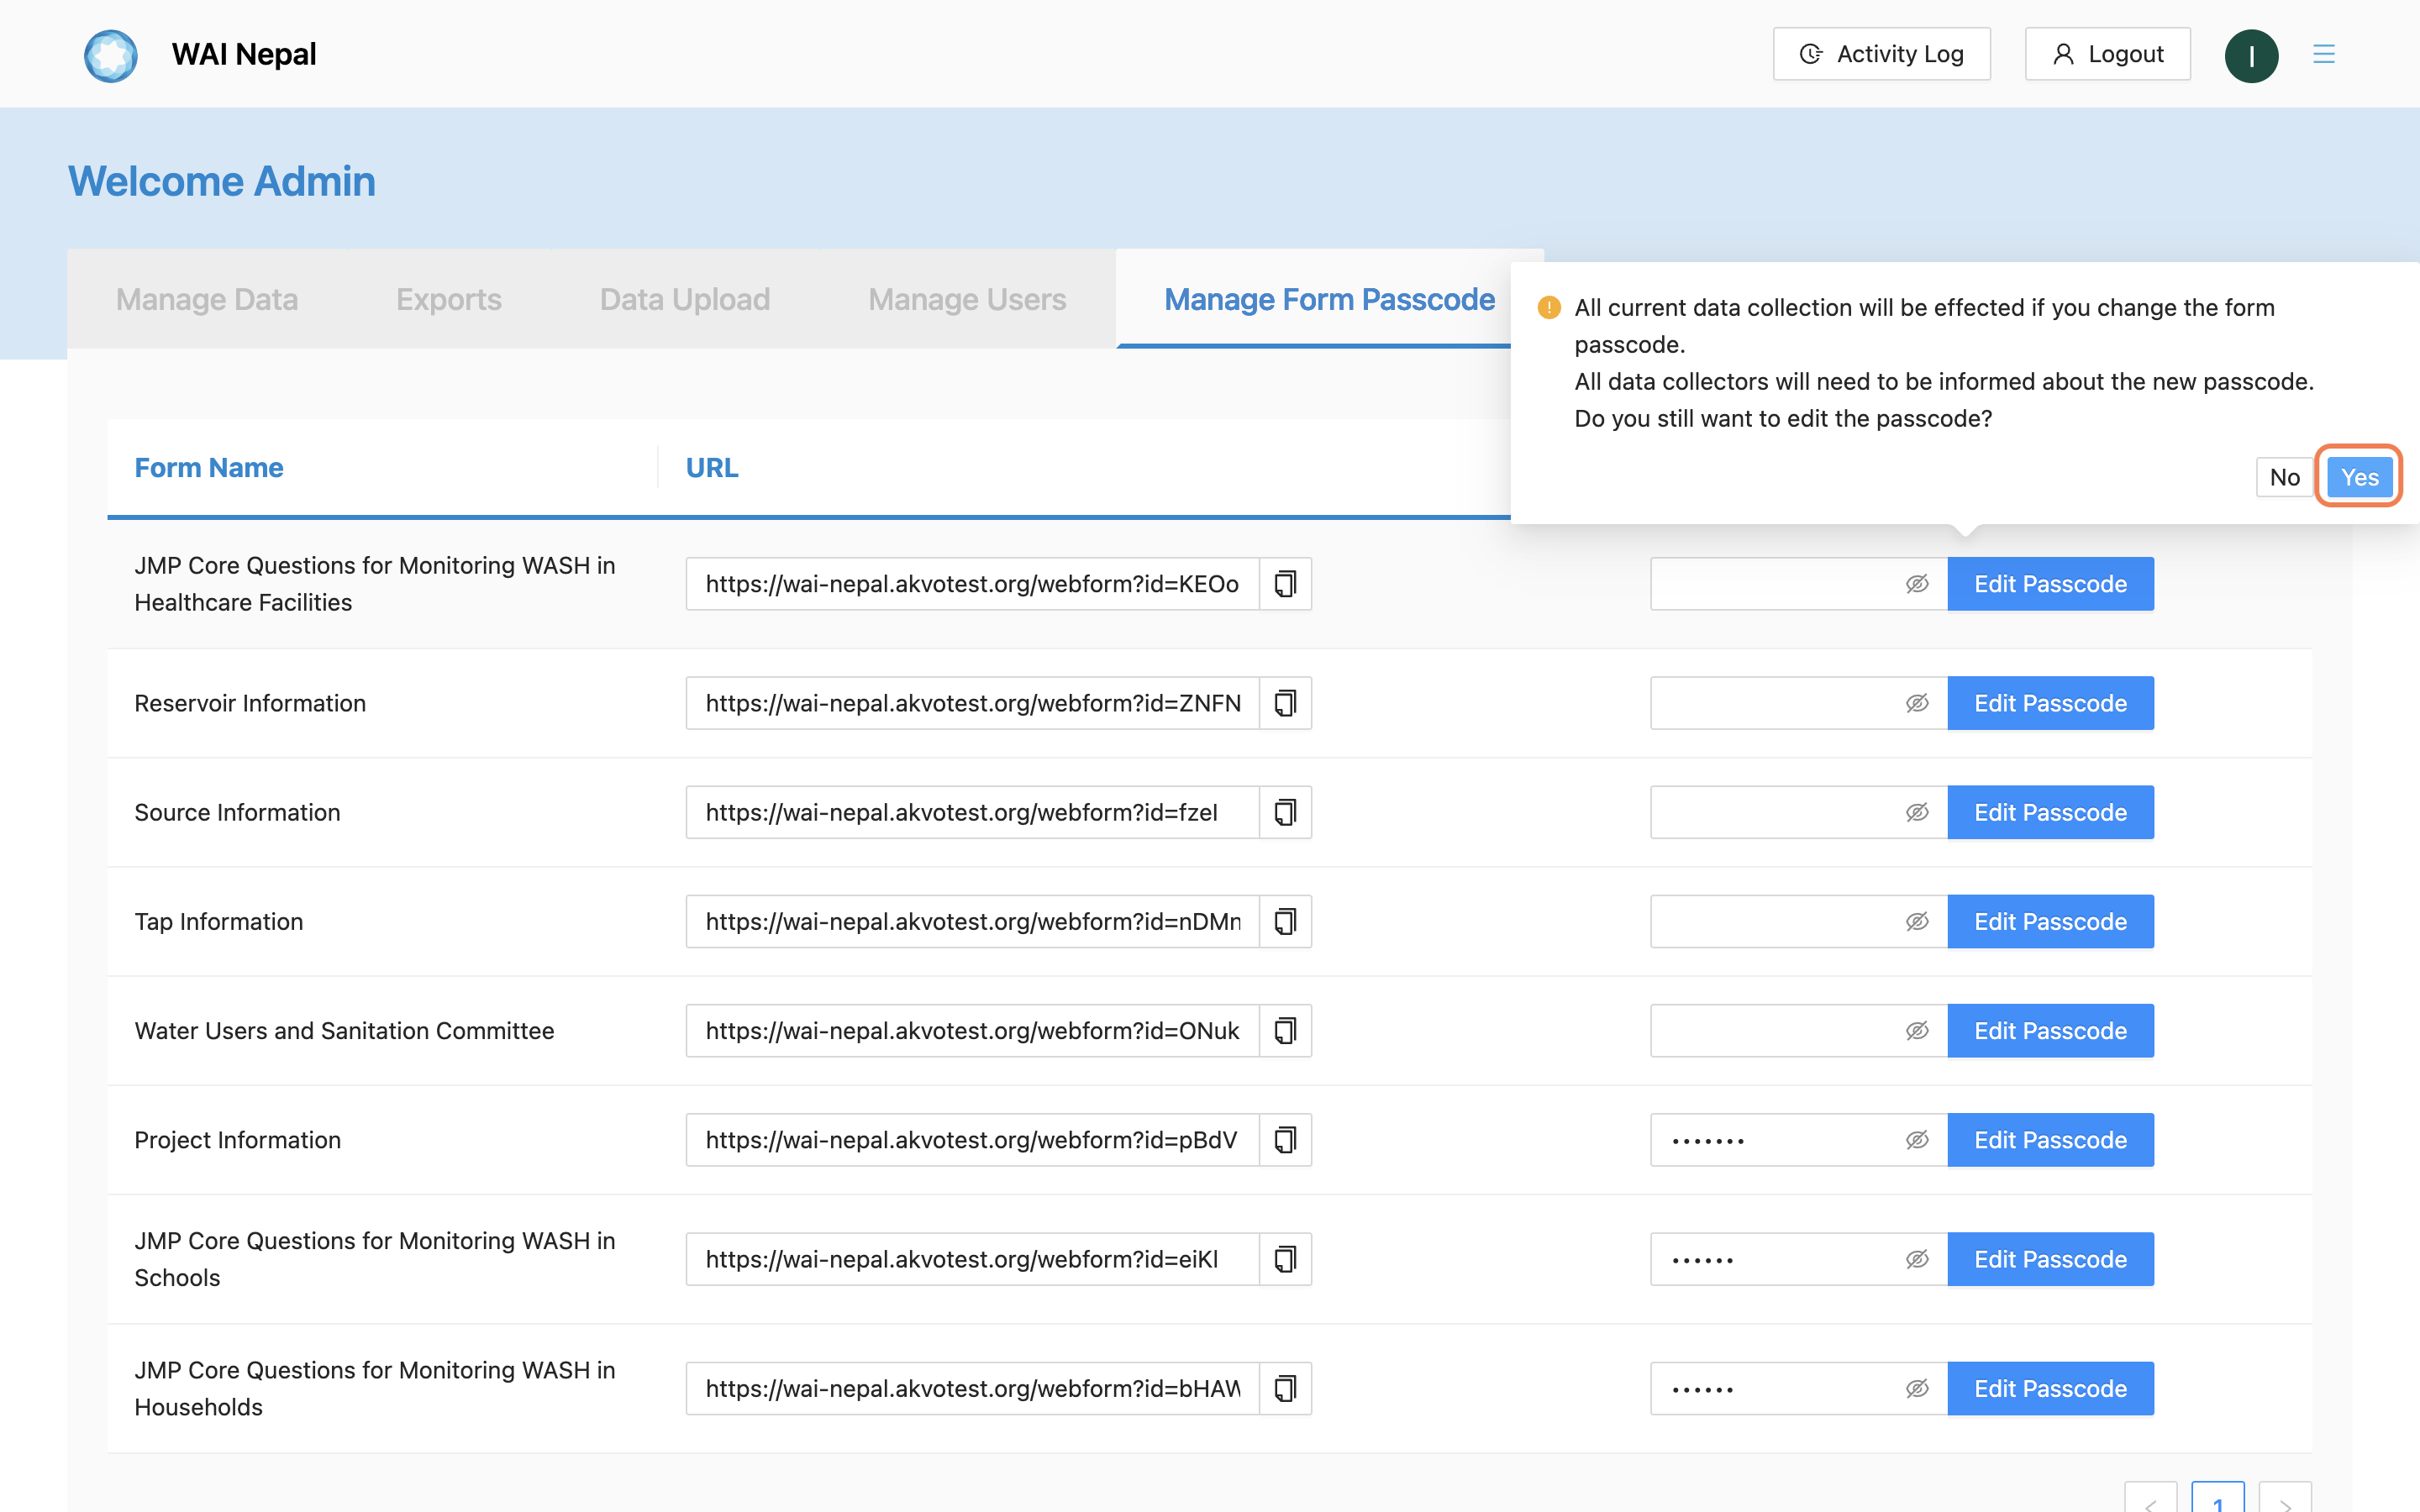 WAI Nepal
Activity Log
Logout
I
Welcome Admin
Manage Data
Exports
Data Upload
Manage Users
Manage Form Passcode
All current data collection will be effected if you change the form
passcode.
All data collectors will need to be informed about the new passcode.
Do you still want to edit the passcode?
No
Yes
Form Name
URL
JMP Core Questions for Monitoring WASH in
Healthcare Facilities
https://wai-nepal.akvotest.org/webform?id=KEOo
Edit Passcode
Reservoir Information
https://wai-nepal.akvotest.org/webform?id=ZNFN
Edit Passcode
Source Information
https://wai-nepal.akvotest.org/webform?id=fzeI
Edit Passcode
Tap Information
https://wai-nepal.akvotest.org/webform?id=nDMn
Edit Passcode
Water Users and Sanitation Committee
https://wai-nepal.akvotest.org/webform?id=ONuk
Edit Passcode
Project Information
https://wai-nepal.akvotest.org/webform?id=pBdV
•••••••
Edit Passcode
JMP Core Questions for Monitoring WASH in
Schools
https://wai-nepal.akvotest.org/webform?id=eiKl
••••••
Edit Passcode
JMP Core Questions for Monitoring WASH in
Households
https://wai-nepal.akvotest.org/webform?id=bHAW
••••••
Edit Passcode
1